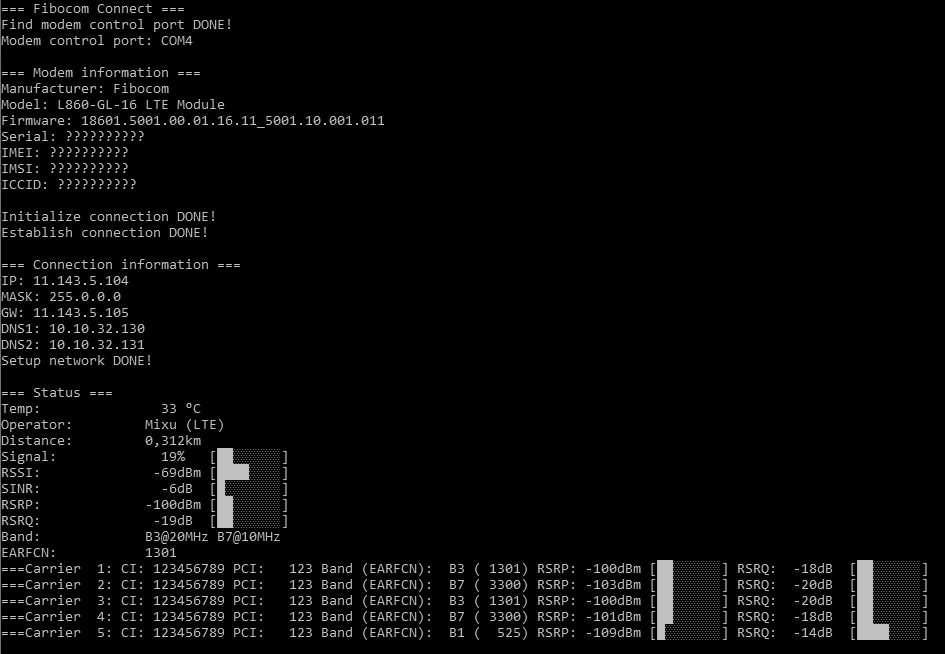 === Fibocom Connect ===
Find modem control port DONE!
Modem control port: COM4
=== Modem information ===
Manufacturer: Fibocom
Model: L860-GL-16 LTE Module
Firmware: 18601.5001.00.01.16.11_5001.10.001.011
Serial: ??????????
IMEI: ??????????
IMSI: ??????????
ICCID: ??????????
Initialize connection DONE!
Establish connection DONE!
=== Connection information ===
IP: 11.143.5.104
MASK: 255.0.0.0
GW: 11.143.5.105
DNS1: 10.10.32.130
DNS2: 10.10.32.131
Setup network DONE!
=== Status ===
Temp: 33 ºC
Operator: Mixu (LTE)
Distance: 0,312km
Signal: 19% [██░░░░░░]
RSSI: -69dBm [████░░░░]
SINR: -6dB [█░░░░░░░]
RSRP: -100dBm [██░░░░░░]
RSRQ: -19dB [██░░░░░░]
Band: B3@20MHz B7@10MHz
EARFCN: 1301
===Carrier 1: CI: 123456789 PCI: 123 Band (EARFCN): B3 ( 1301) RSRP: -100dBm [██░░░░░░] RSRQ: -18dB [██░░░░░░]
===Carrier 2: CI: 123456789 PCI: 123 Band (EARFCN): B7 ( 3300) RSRP: -103dBm [██░░░░░░] RSRQ: -20dB [██░░░░░░]
===Carrier 3: CI: 123456789 PCI: 123 Band (EARFCN): B3 ( 1301) RSRP: -100dBm [██░░░░░░] RSRQ: -20dB [██░░░░░░]
===Carrier 4: CI: 123456789 PCI: 123 Band (EARFCN): B7 ( 3300) RSRP: -101dBm [██░░░░░░] RSRQ: -18dB [██░░░░░░]
===Carrier 5: CI: 123456789 PCI: 123 Band (EARFCN): B1 ( 525) RSRP: -109dBm [█░░░░░░░] RSRQ: -14dB [████░░░░]